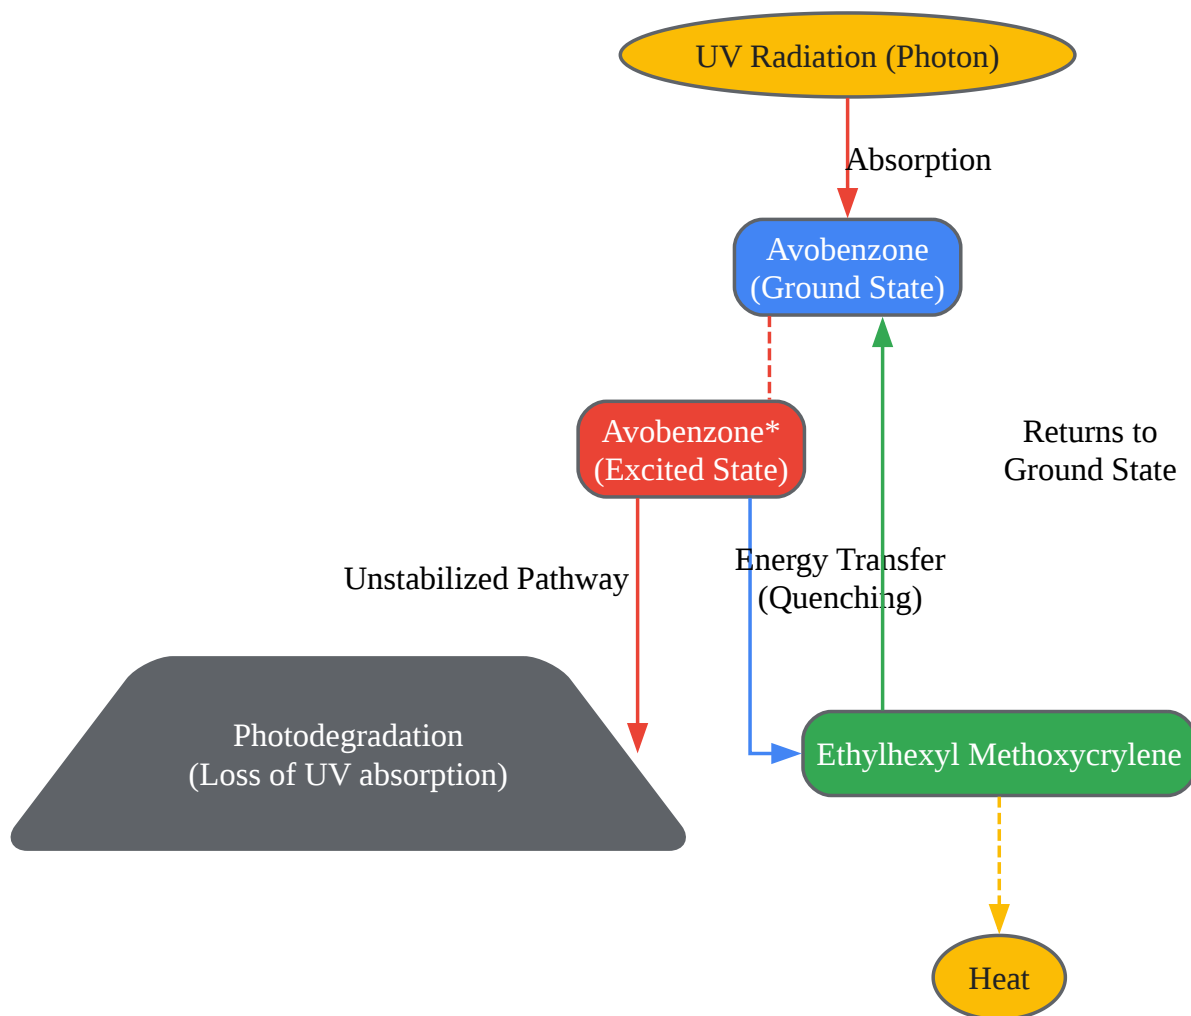 UV Radiation (Photon)
Absorption
Avobenzone
(Ground State)
Avobenzone*
(Excited State)
Returns to
Ground State
Unstabilized Pathway
Energy Transfer
(Quenching)
Photodegradation
(Loss of UV absorption)
Ethylhexyl Methoxycrylene
Heat